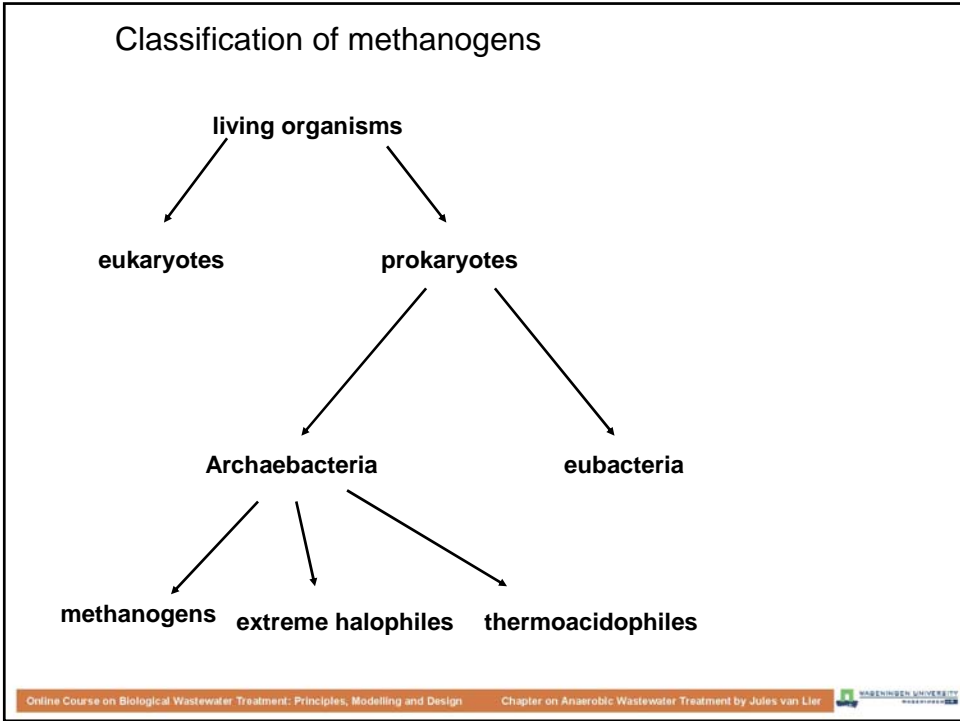 Classification of methanogens
living organisms
eukaryotes prokaryotes
Archaebacteria eubacteria
methanogens extreme halophiles thermoacidophiles
Online Course on Biological Wastewater Treatment: Principles, Modelling and Design Chapter on Anaerobic Wastewater Treatment by Jules van Lier WAGENINGEN UNIVERSITY